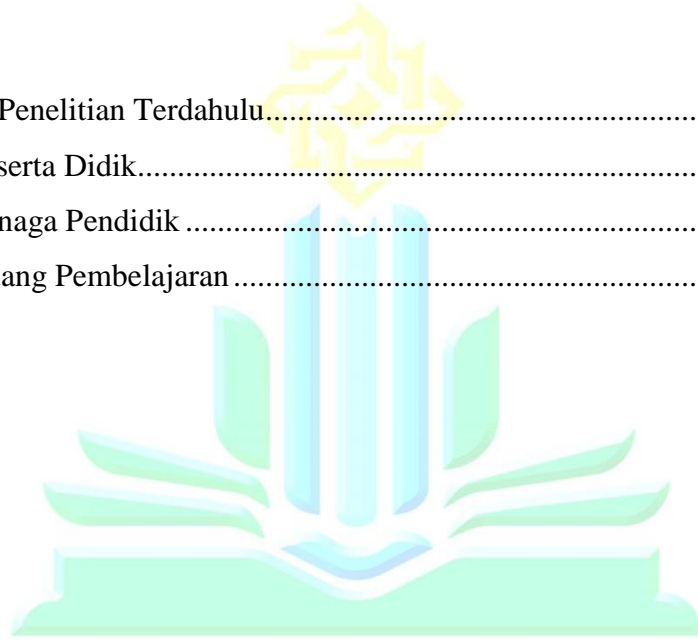 Penelitian Terdahulu.......................................................
serta Didik.......................................................................
naga Pendidik .................................................................
ang Pembelajaran...........................................................